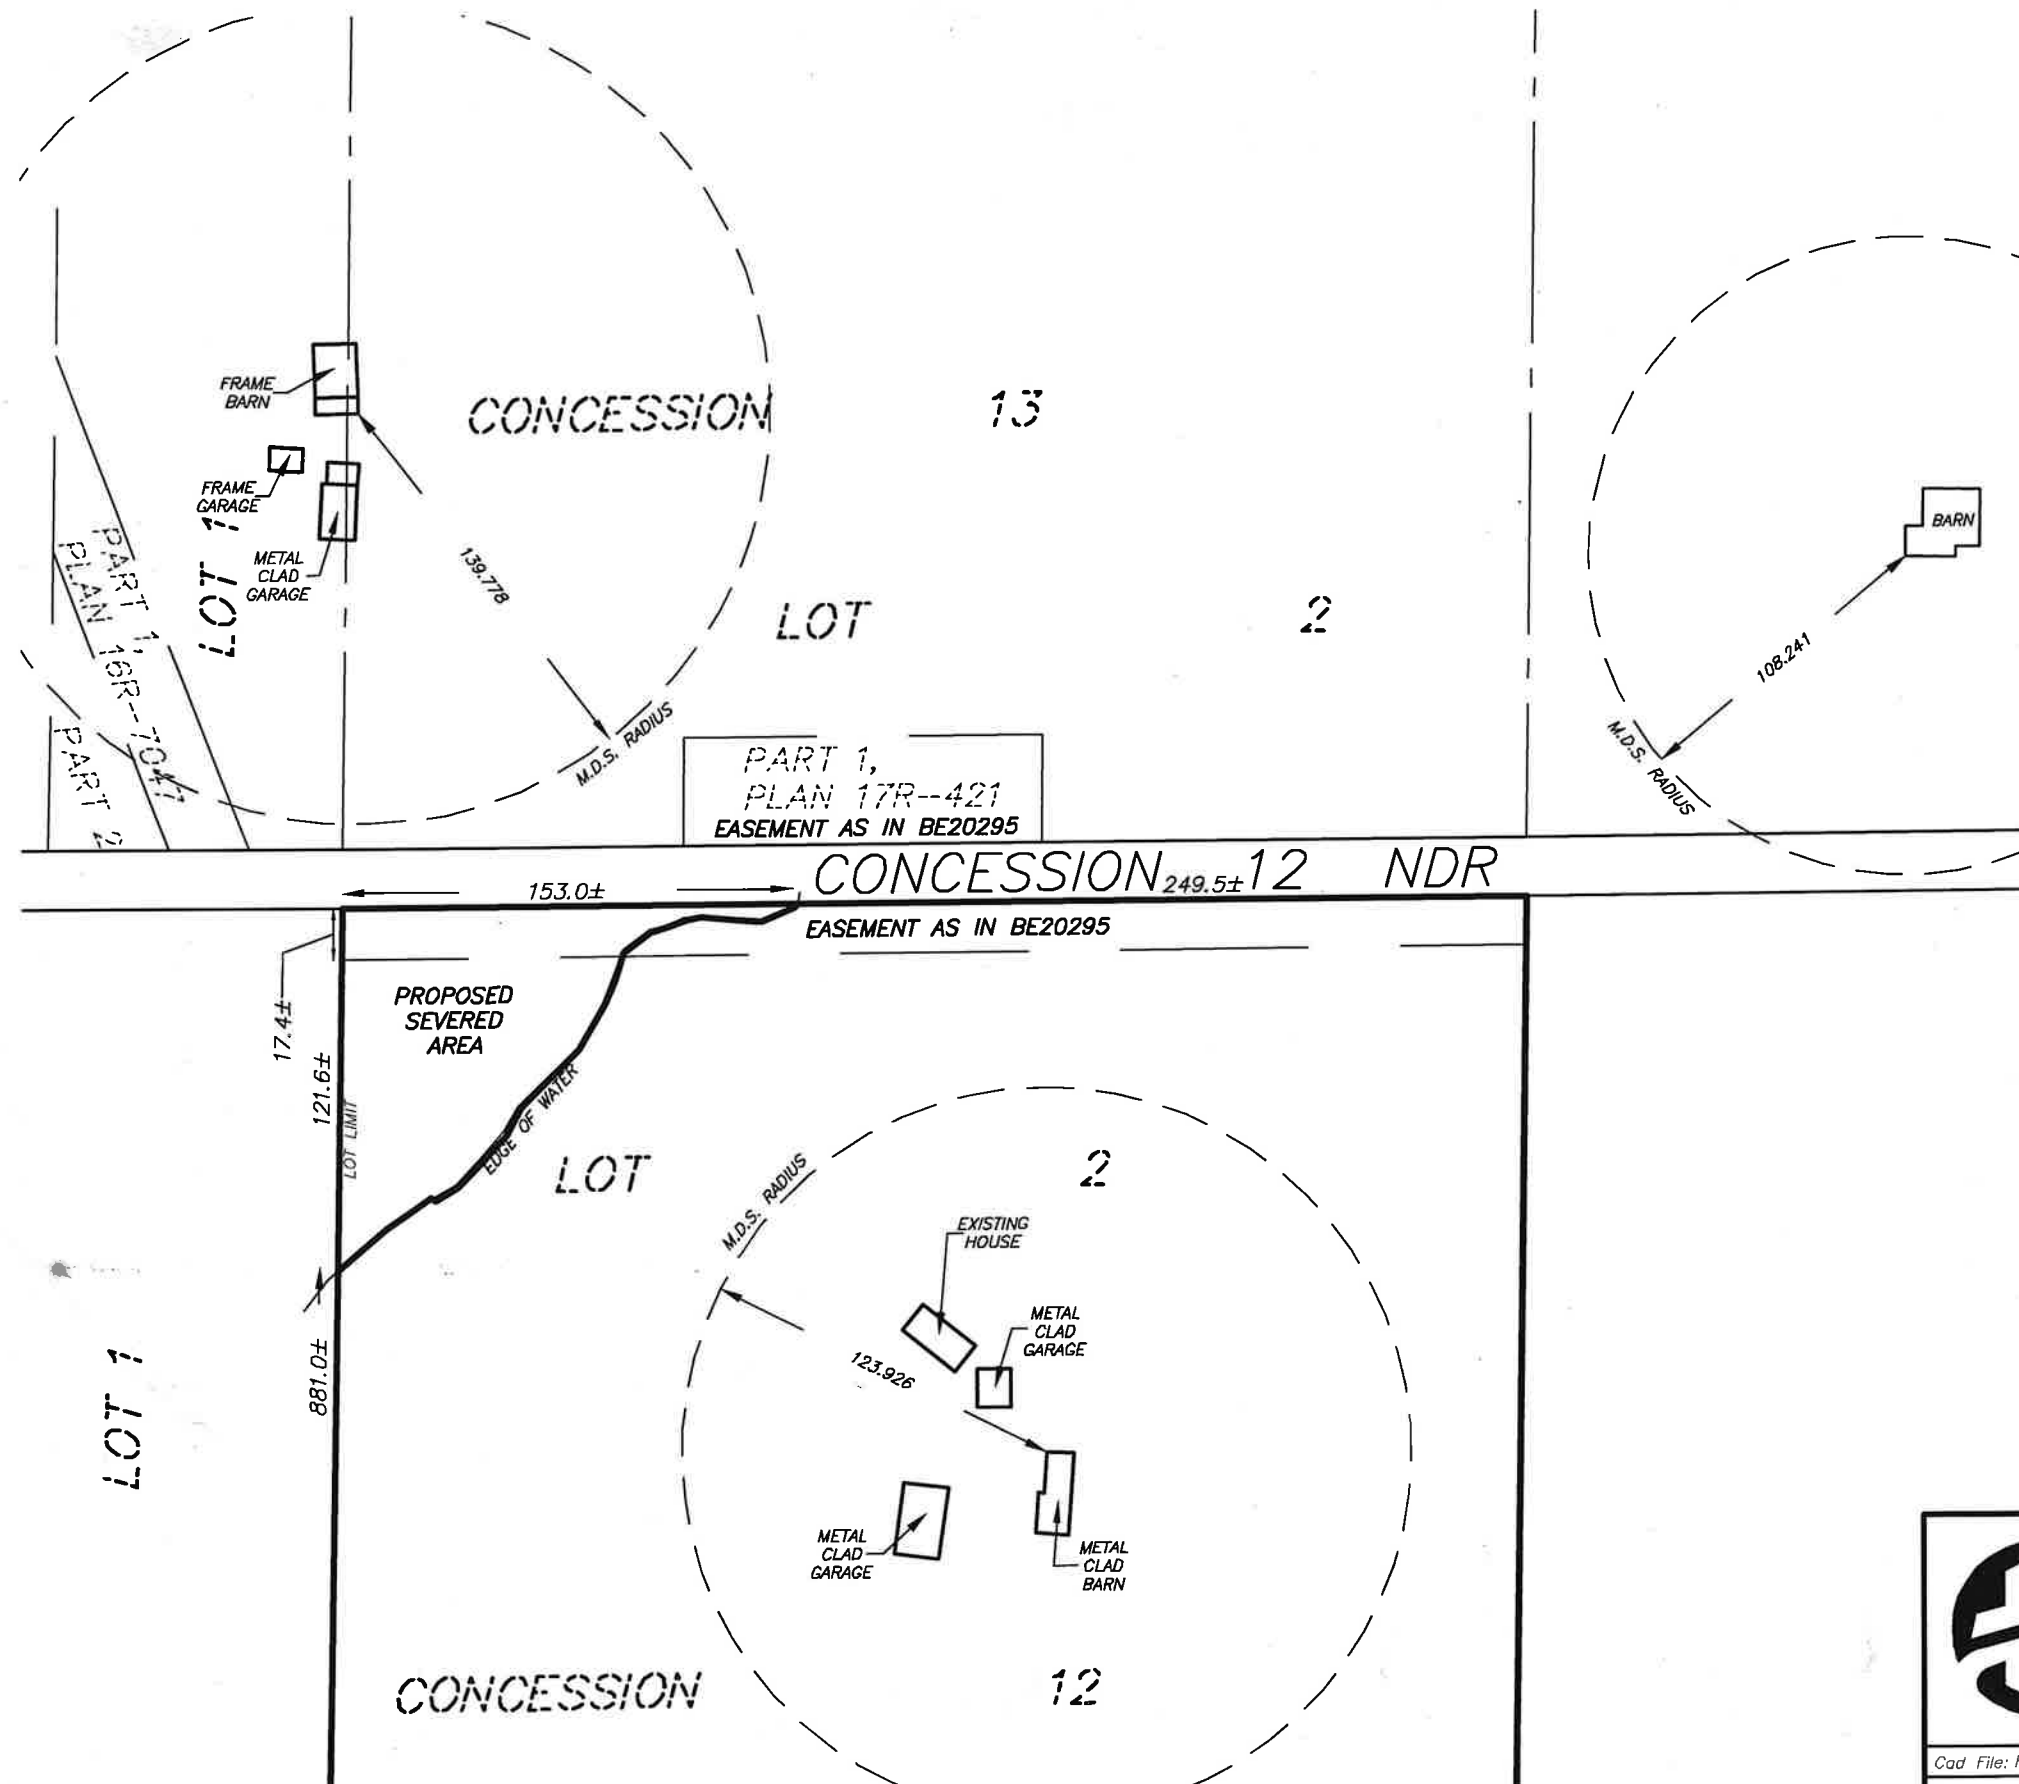 FRAME
BARN
CONCESSION 13
FRAME
GARAGE
LOT 1
METAL
CLAD
GARAGE
139.778
BARN
LOT 2
108.241
PART 1,
PLAN 16R-7047
PART 2
M.D.S. RADIUS
M.D.S. RADIUS
PART 1,
PLAN 17R--421
EASEMENT AS IN BE20295
CONCESSION 12 NDR
249.5±
153.0±
EASEMENT AS IN BE20295
17.4±
PROPOSED
SEVERED
AREA
121.6±
LOT LIMIT
EDGE OF WATER
LOT 2
M.D.S. RADIUS
EXISTING
HOUSE
METAL
CLAD
GARAGE
881.0±
123.926
LOT 1
METAL
CLAD
GARAGE
METAL
CLAD
BARN
CONCESSION 12
Cad File: